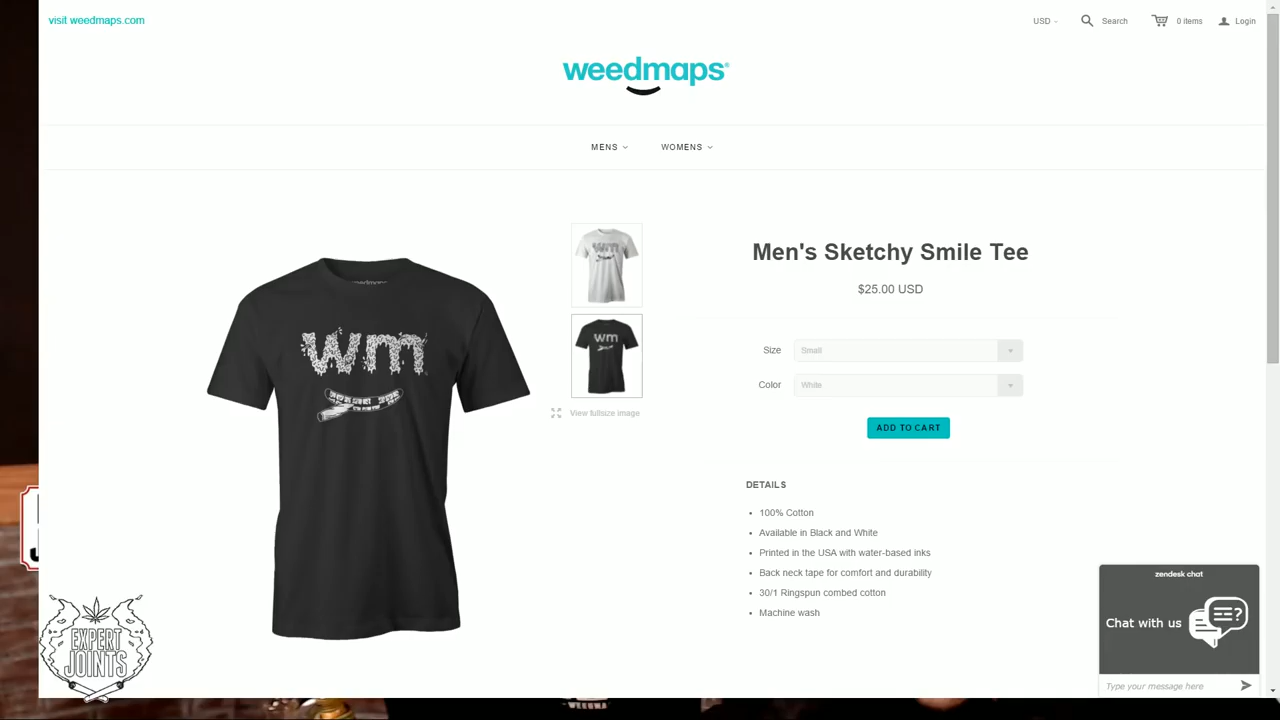 visit weedmaps.com
USD
Search
0 items
Login
weedmaps®
MENS
WOMENS
wm
wm
wm
Men's Sketchy Smile Tee
$25.00 USD
Size
Small
Color
White
View fullsize image
ADD TO CART
DETAILS
• 100% Cotton
• Available in Black and White
• Printed in the USA with water-based inks
• Back neck tape for comfort and durability
• 30/1 Ringspun combed cotton
• Machine wash
zendesk chat
Chat with us
Type your message here
EXPERT
JOINTS